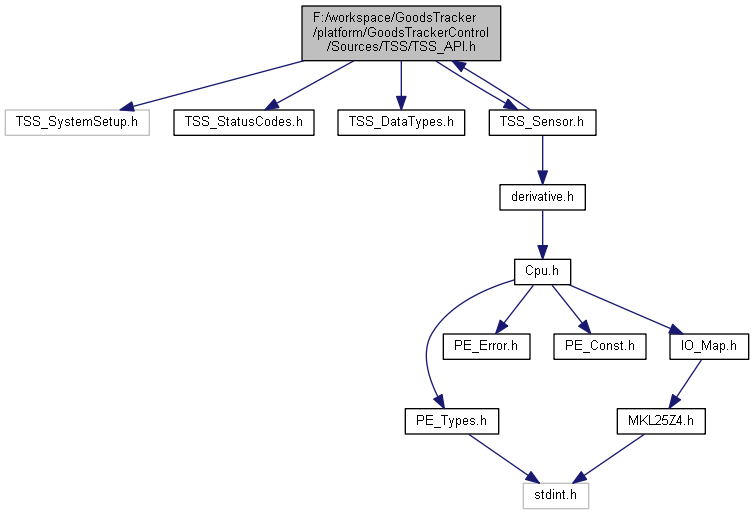 F:/workspace/GoodsTracker
/platform/GoodsTrackerControl
/Sources/TSS/TSS_API.h
TSS_SystemSetup.h
TSS_StatusCodes.h
TSS_DataTypes.h
TSS_Sensor.h
derivative.h
Cpu.h
PE_Error.h
PE_Const.h
IO_Map.h
PE_Types.h
MKL25Z4.h
stdint.h